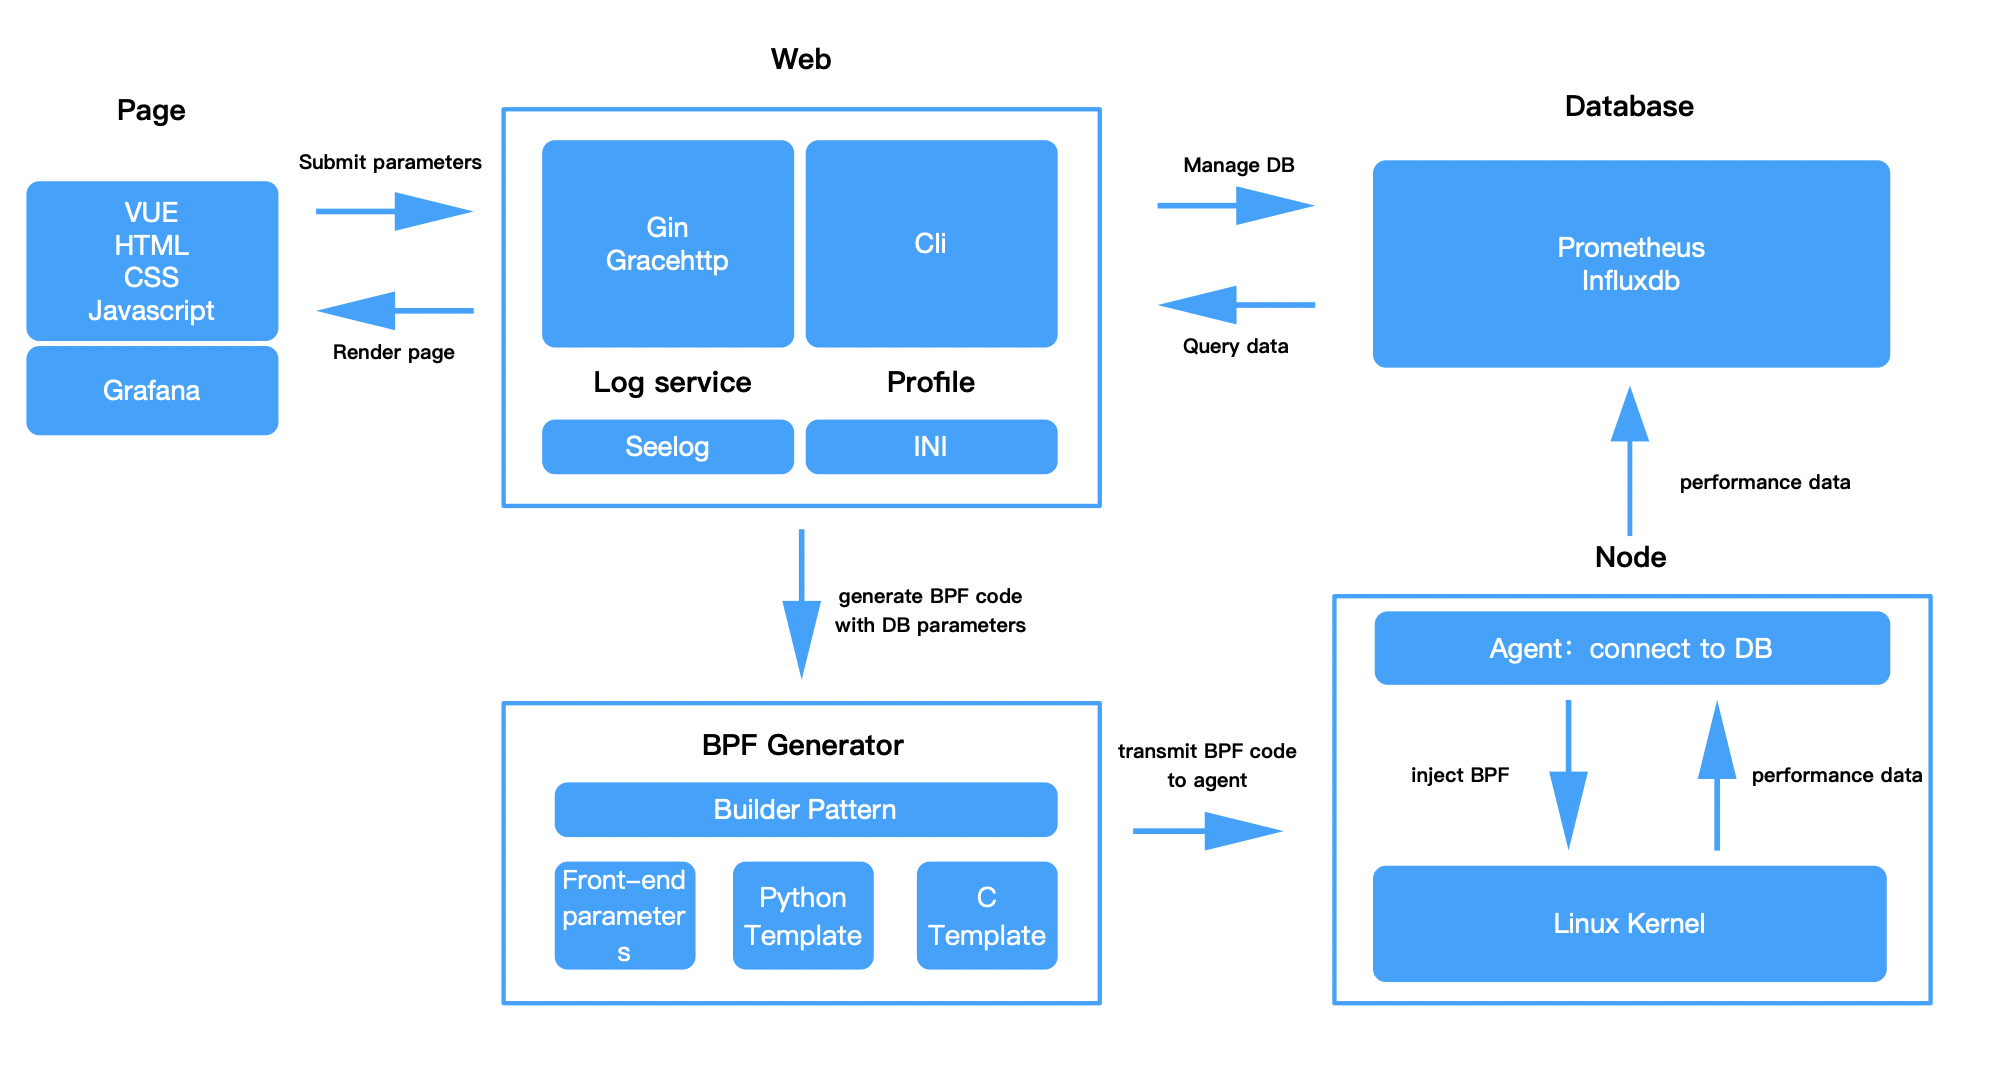 Web
Page
Database
Submit parameters
Manage DB
VUE
HTML
CSS
Javascript
Gin
Gracehttp
Cli
Prometheus
Influxdb
Render page
Query data
Grafana
Log service
Profile
Seelog
INI
performance data
Node
generate BPF code
with DB parameters
Agent：connect to DB
BPF Generator
transmit BPF code
to agent
inject BPF
performance data
Builder Pattern
Front-end
parameter
s
Python
Template
C
Template
Linux Kernel